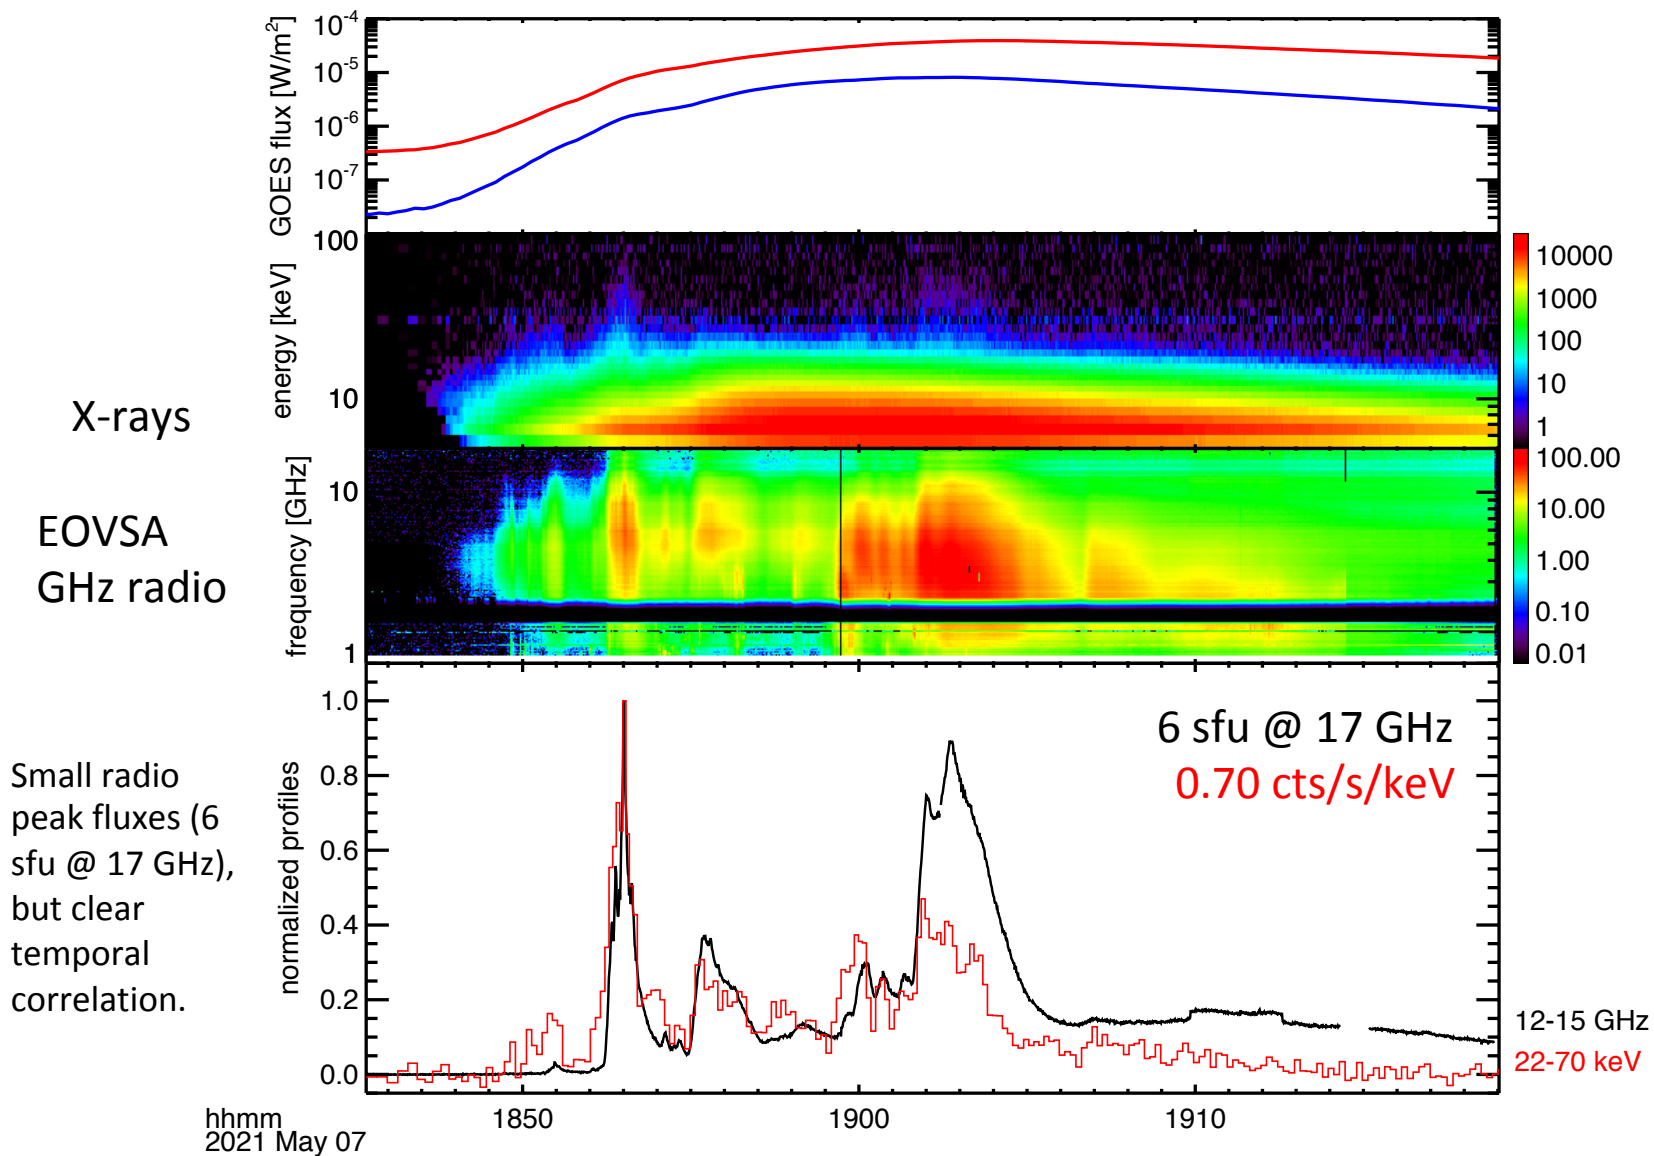 GOES flux [W/m²]
10⁻⁴
10⁻⁵
10⁻⁶
10⁻⁷
X-rays
energy [keV]
100
10
10000
1000
100
10
1
EOVSA
GHz radio
frequency [GHz]
10
1
100.00
10.00
1.00
0.10
0.01
Small radio
peak fluxes (6
sfu @ 17 GHz),
but clear
temporal
correlation.
normalized profiles
1.0
0.8
0.6
0.4
0.2
0.0
6 sfu @ 17 GHz
0.70 cts/s/keV
12-15 GHz
22-70 keV
hhmm
2021 May 07
1850
1900
1910